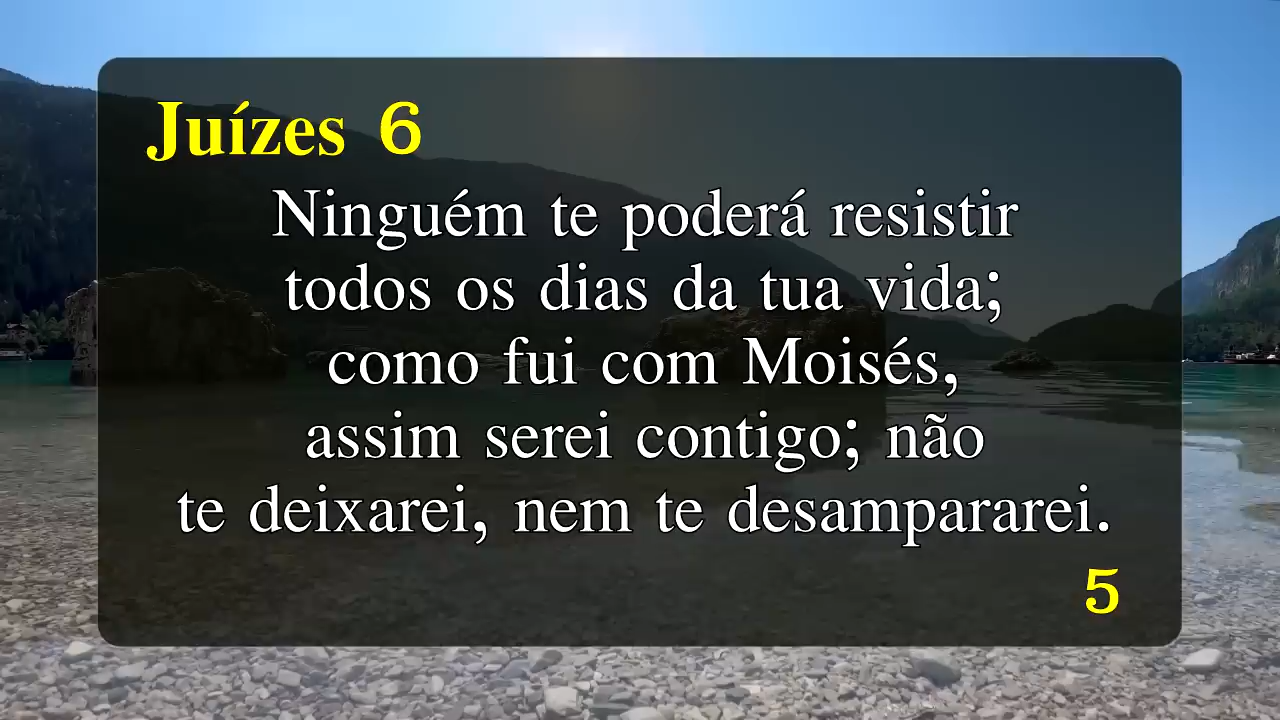 Juízes 6
Ninguém te poderá resistir
todos os dias da tua vida;
como fui com Moisés,
assim serei contigo; não
te deixarei, nem te desampararei.
5